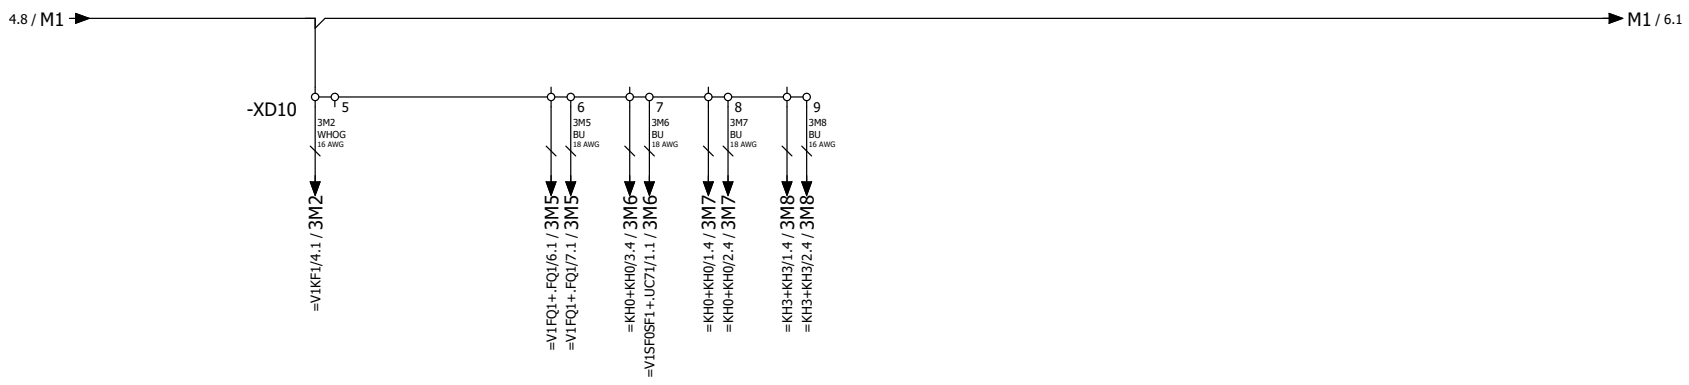 4.8 / M1
M1 / 6.1
-XD10
5
6
7
8
9
3M2
WHOG
16 AWG
3M5
BU
18 AWG
3M6
BU
18 AWG
3M7
BU
18 AWG
3M8
BU
16 AWG
=V1KF1/4.1 / 3M2
=V1FQ1+.FQ1/6.1 / 3M5
=V1FQ1+.FQ1/7.1 / 3M5
=KH0+KH0/3.4 / 3M6
=V1SF0SF1+.UC71/1.1 / 3M6
=KH0+KH0/1.4 / 3M7
=KH0+KH0/2.4 / 3M7
=KH3+KH3/1.4 / 3M8
=KH3+KH3/2.4 / 3M8